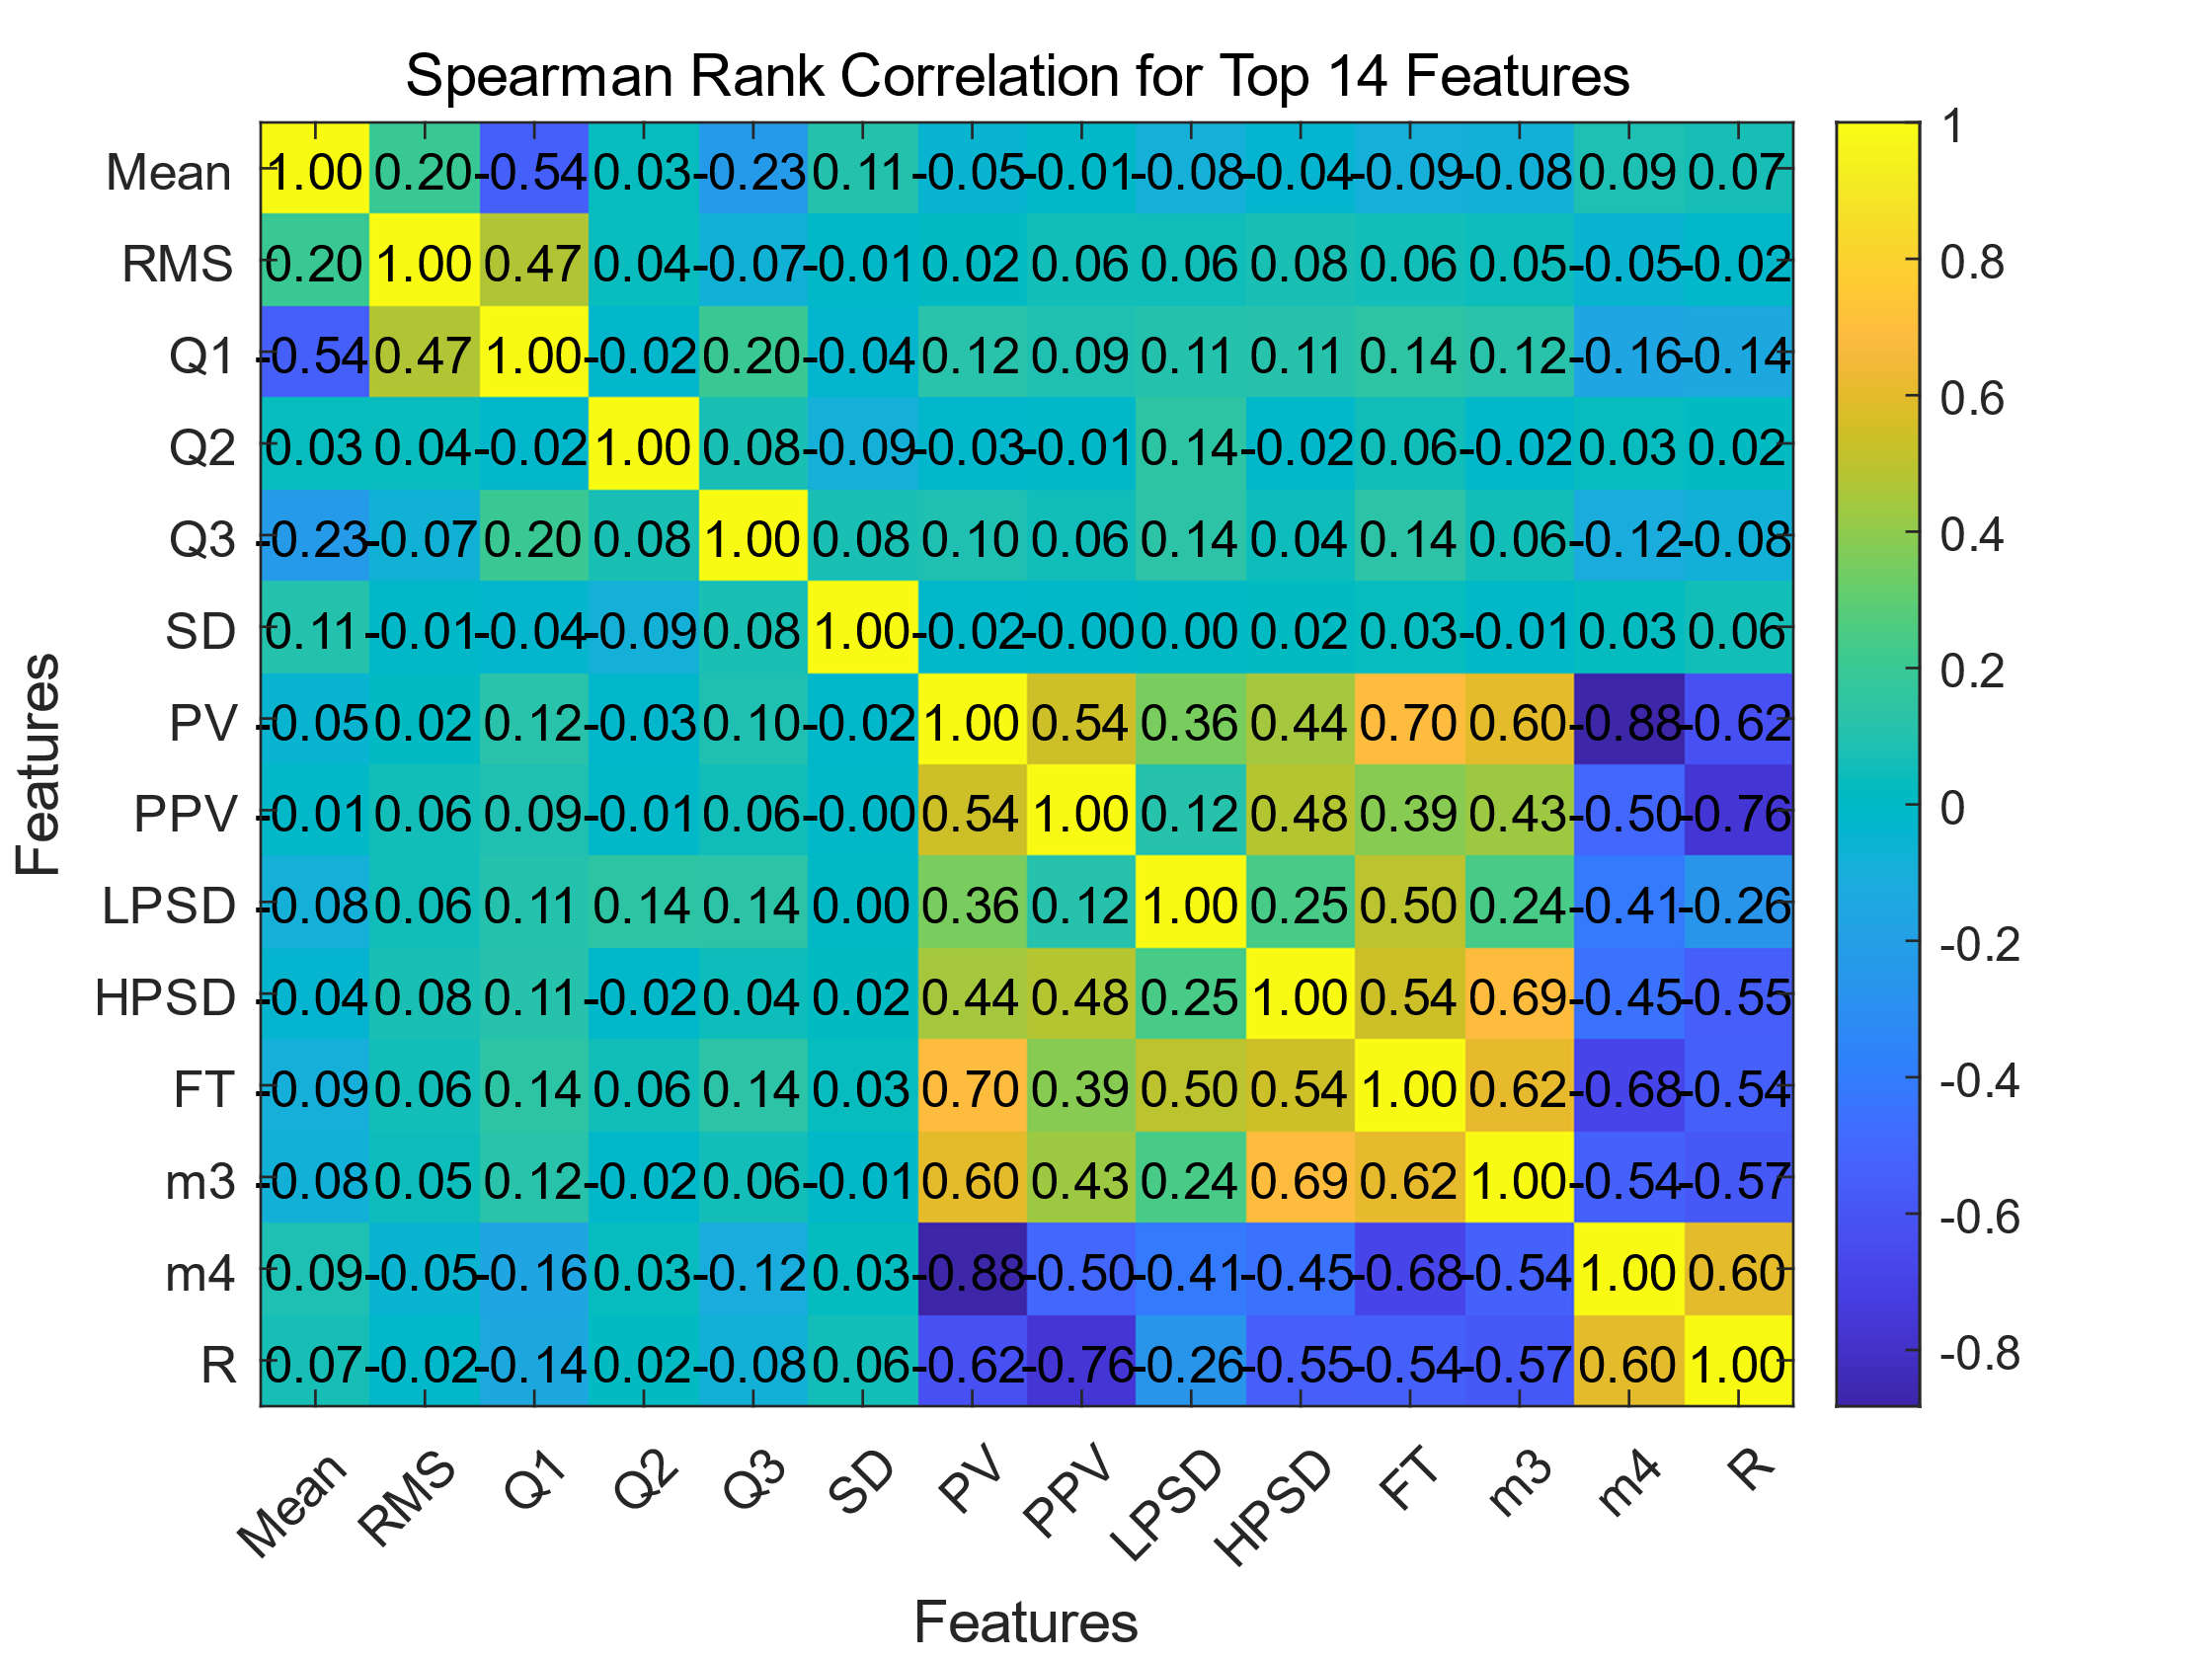 Spearman Rank Correlation for Top 14 Features
Mean 1.00 0.20 -0.54 0.03 -0.23 0.11 -0.05 -0.01 -0.08 -0.04 -0.09 -0.08 0.09 0.07
RMS 0.20 1.00 0.47 0.04 -0.07 -0.01 0.02 0.06 0.06 0.08 0.06 0.05 -0.05 -0.02
Q1 -0.54 0.47 1.00 -0.02 0.20 -0.04 0.12 0.09 0.11 0.11 0.14 0.12 -0.16 -0.14
Q2 0.03 0.04 -0.02 1.00 0.08 -0.09 -0.03 -0.01 0.14 -0.02 0.06 -0.02 0.03 0.02
Q3 -0.23 -0.07 0.20 0.08 1.00 0.08 0.10 0.06 0.14 0.04 0.14 0.06 -0.12 -0.08
SD 0.11 -0.01 -0.04 -0.09 0.08 1.00 -0.02 -0.00 0.00 0.02 0.03 -0.01 0.03 0.06
PV -0.05 0.02 0.12 -0.03 0.10 -0.02 1.00 0.54 0.36 0.44 0.70 0.60 -0.88 -0.62
PPV -0.01 0.06 0.09 -0.01 0.06 -0.00 0.54 1.00 0.12 0.48 0.39 0.43 -0.50 -0.76
LPSD -0.08 0.06 0.11 0.14 0.14 0.00 0.36 0.12 1.00 0.25 0.50 0.24 -0.41 -0.26
HPSD -0.04 0.08 0.11 -0.02 0.04 0.02 0.44 0.48 0.25 1.00 0.54 0.69 -0.45 -0.55
FT -0.09 0.06 0.14 0.06 0.14 0.03 0.70 0.39 0.50 0.54 1.00 0.62 -0.68 -0.54
m3 -0.08 0.05 0.12 -0.02 0.06 -0.01 0.60 0.43 0.24 0.69 0.62 1.00 -0.54 -0.57
m4 0.09 -0.05 -0.16 0.03 -0.12 0.03 -0.88 -0.50 -0.41 -0.45 -0.68 -0.54 1.00 0.60
R 0.07 -0.02 -0.14 0.02 -0.08 0.06 -0.62 -0.76 -0.26 -0.55 -0.54 -0.57 0.60 1.00
Mean RMS Q1 Q2 Q3 SD PV PPV LPSD HPSD FT m3 m4 R
Features
Features
1
0.8
0.6
0.4
0.2
0
-0.2
-0.4
-0.6
-0.8